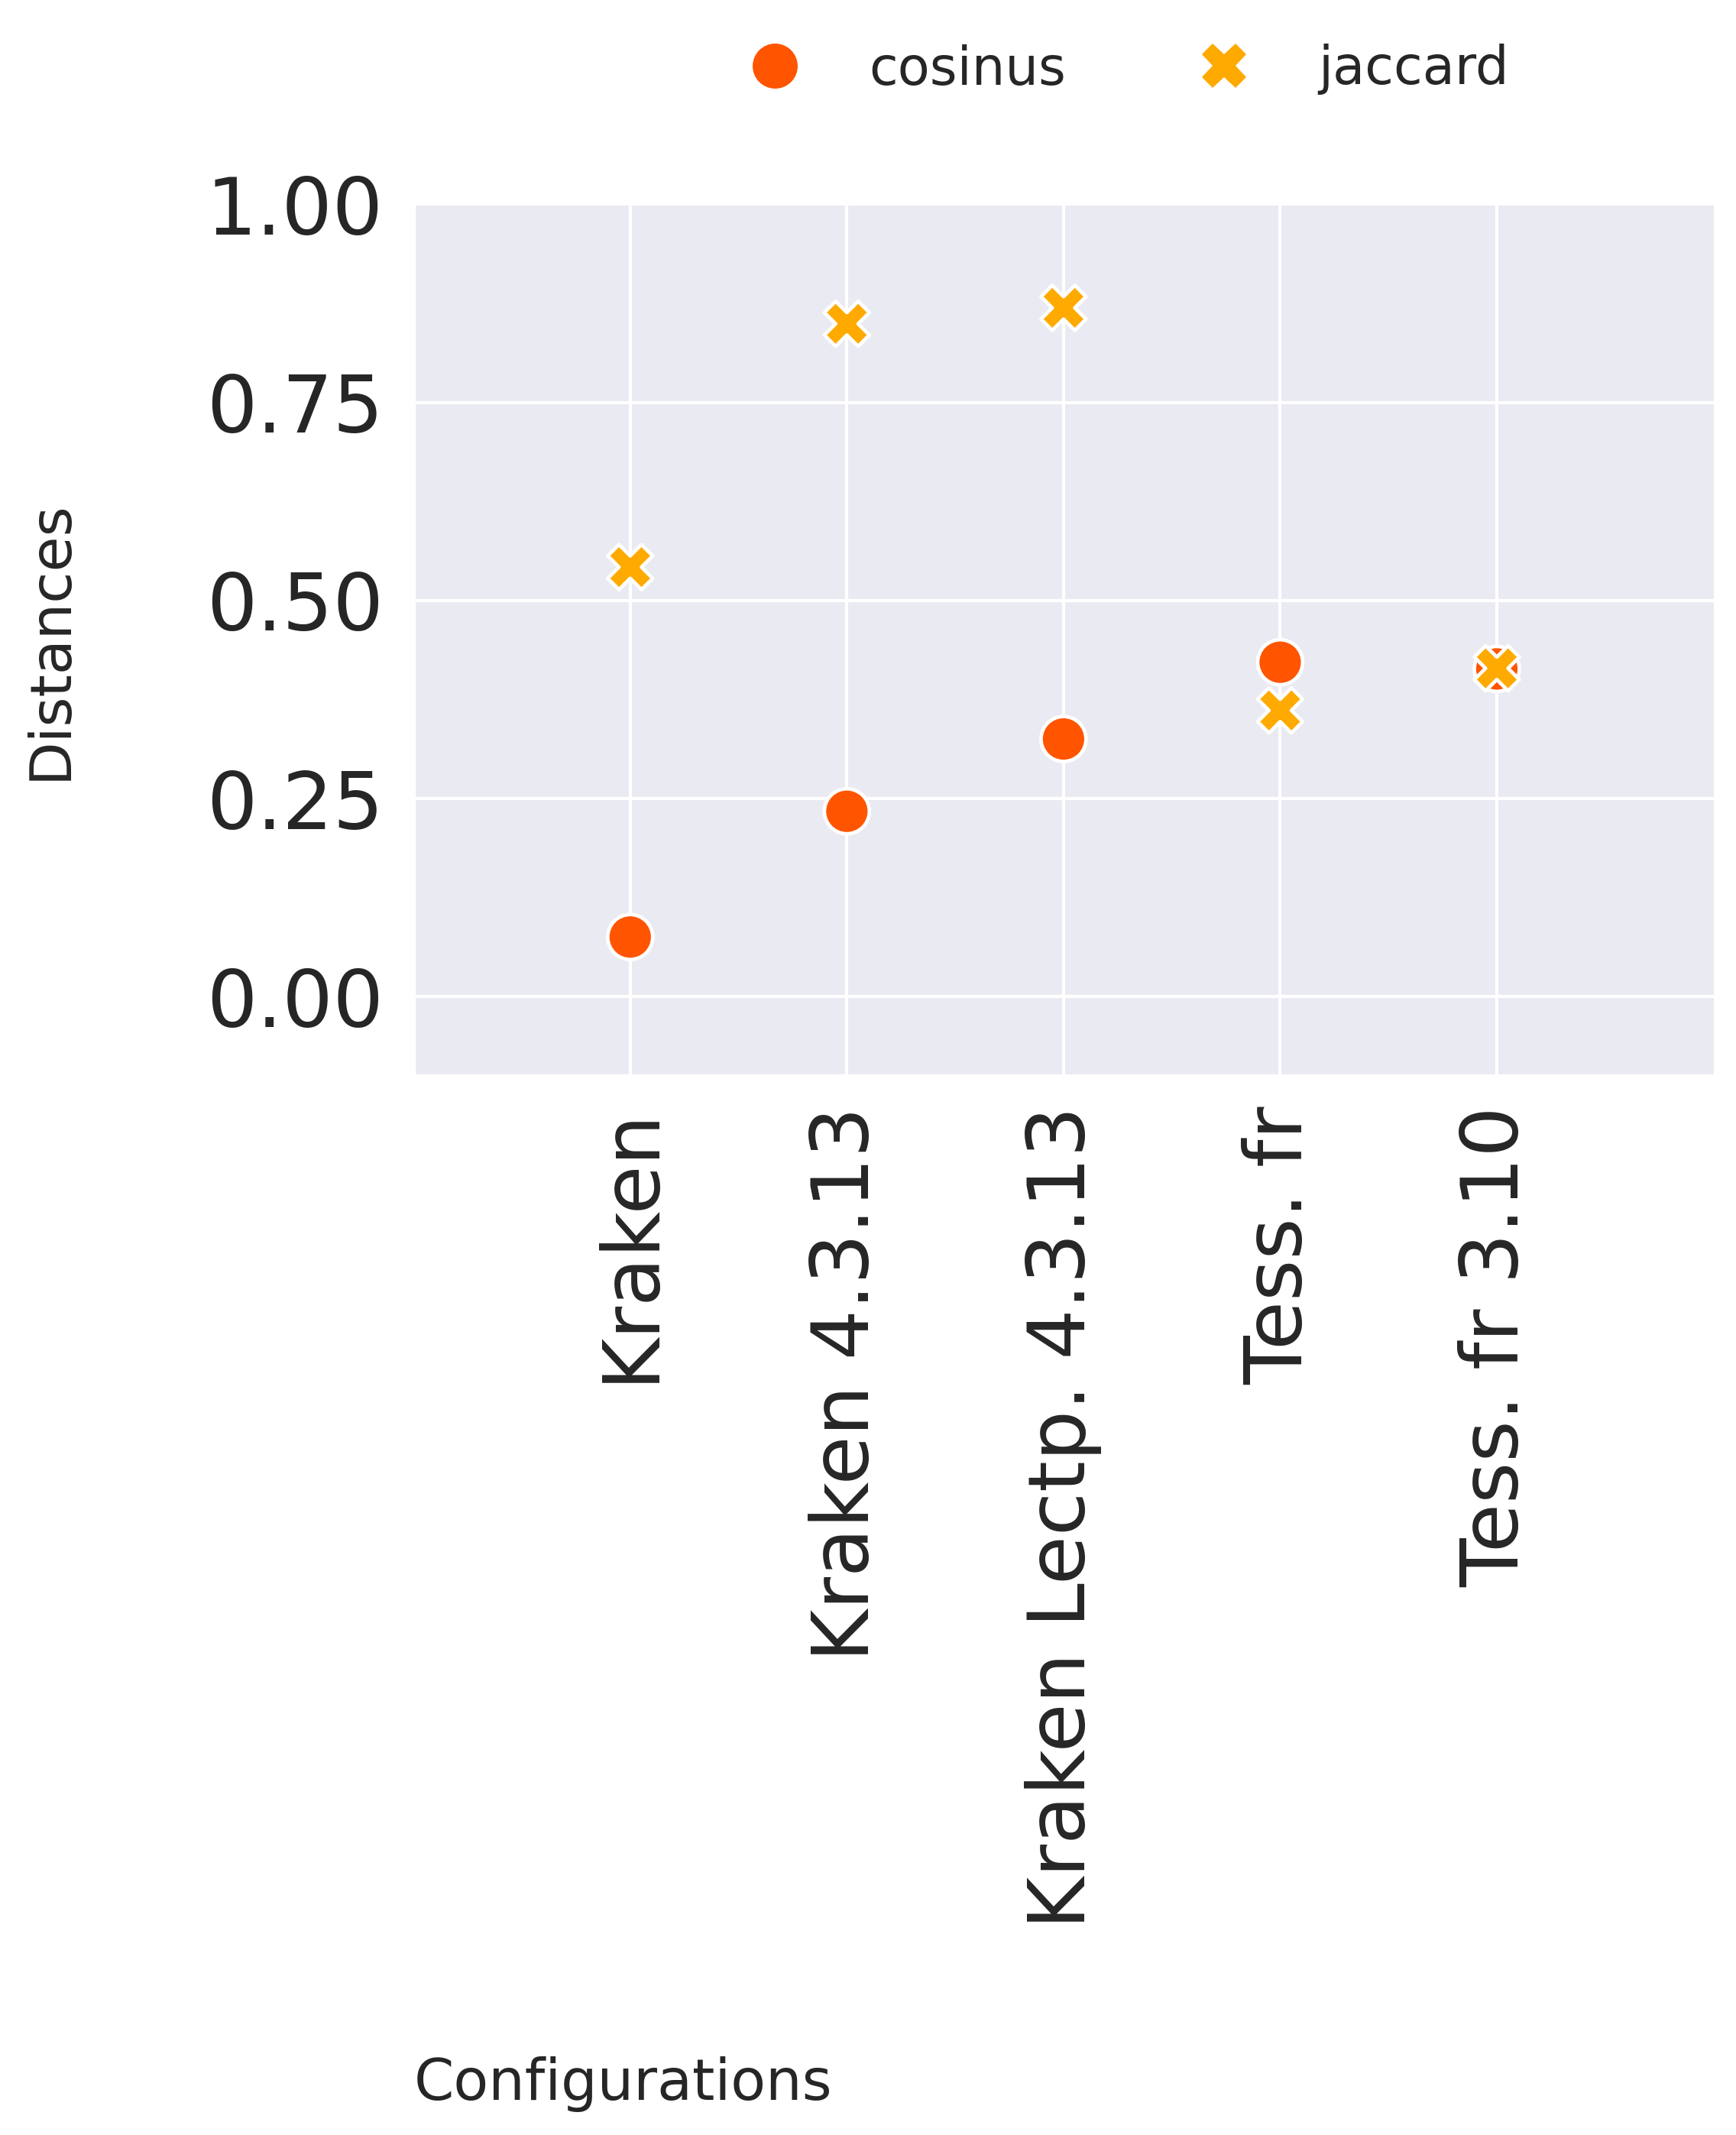 cosinus jaccard
1.00
0.75
0.50
0.25
0.00
Distances
Kraken
Kraken 4.3.13
Kraken Lectp. 4.3.13
Tess. fr
Tess. fr 3.10
Configurations